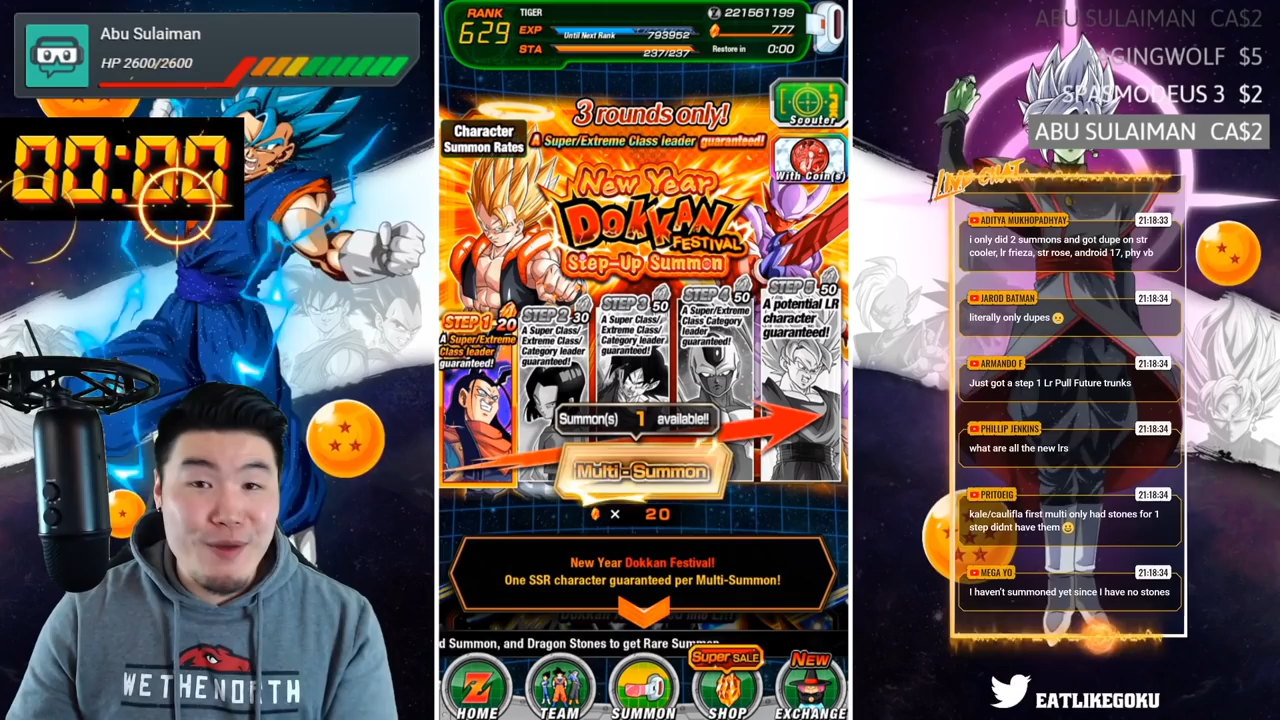 Abu Sulaiman
HP 2600/2600
00:00
RANK
629
TIGER
EXP
Until Next Rank 793952
STA
237/237
221561199
777
Restore in 0:00
3 rounds only!
A Super/Extreme Class leader guaranteed!
Character
Summon Rates
Scouter
With Coin(s)
New Year
DOKKAN
FESTIVAL
Step-Up Summon
STEP 1 20
A Super/Extreme
Class leader
guaranteed!
STEP 2 30
A Super Class/
Extreme Class/
Category leader
guaranteed!
STEP 3 50
A Super Class/
Extreme Class/
Category leader
guaranteed!
STEP 4 50
A Super/Extreme
Class Category
leader
guaranteed!
STEP 5 50
A potential LR
character
guaranteed!
Summon(s) 1 available!!
Multi-Summon
× 20
New Year Dokkan Festival!
One SSR character guaranteed per Multi-Summon!
d Summon, and Dragon Stones to get Rare Summon
HOME
TEAM
SUMMON
Super SALE
SHOP
New
EXCHANGE
ABU SULAIMAN CA$2
AGINGWOLF $5
SPASMODEUS 3 $2
ABU SULAIMAN CA$2
LIVE CHAT
ADITYA MUKHOPADHYAY 21:18:33
i only did 2 summons and got dupe on str
cooler, lr frieza, str rose, android 17, phy vb
JAROD BATMAN 21:18:34
literally only dupes
ARMANDO F. 21:18:34
Just got a step 1 Lr Pull Future trunks
PHILLIP JENKINS 21:18:34
what are all the new lrs
PRITOEIG 21:18:34
kale/caulifla first multi only had stones for 1
step didnt have them
MEGA YO 21:18:34
I haven't summoned yet since I have no stones
EATLIKEGOKU
WE THE NORTH